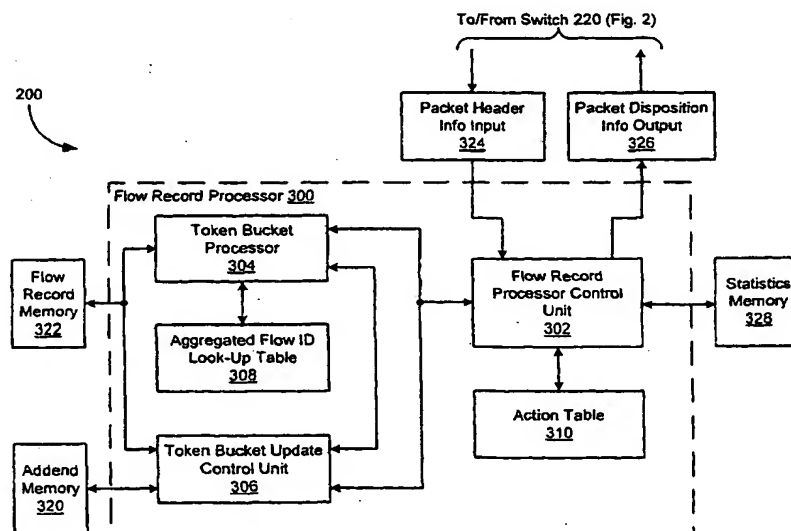 To/From Switch 220 (Fig. 2)
200
Packet Header
Info Input
324
Packet Disposition
Info Output
326
Flow Record Processor 300
Token Bucket
Processor
304
Flow
Record
Memory
322
Flow Record
Processor Control
Unit
302
Statistics
Memory
328
Aggregated Flow ID
Look-Up Table
308
Action Table
310
Token Bucket Update
Control Unit
306
Addend
Memory
320